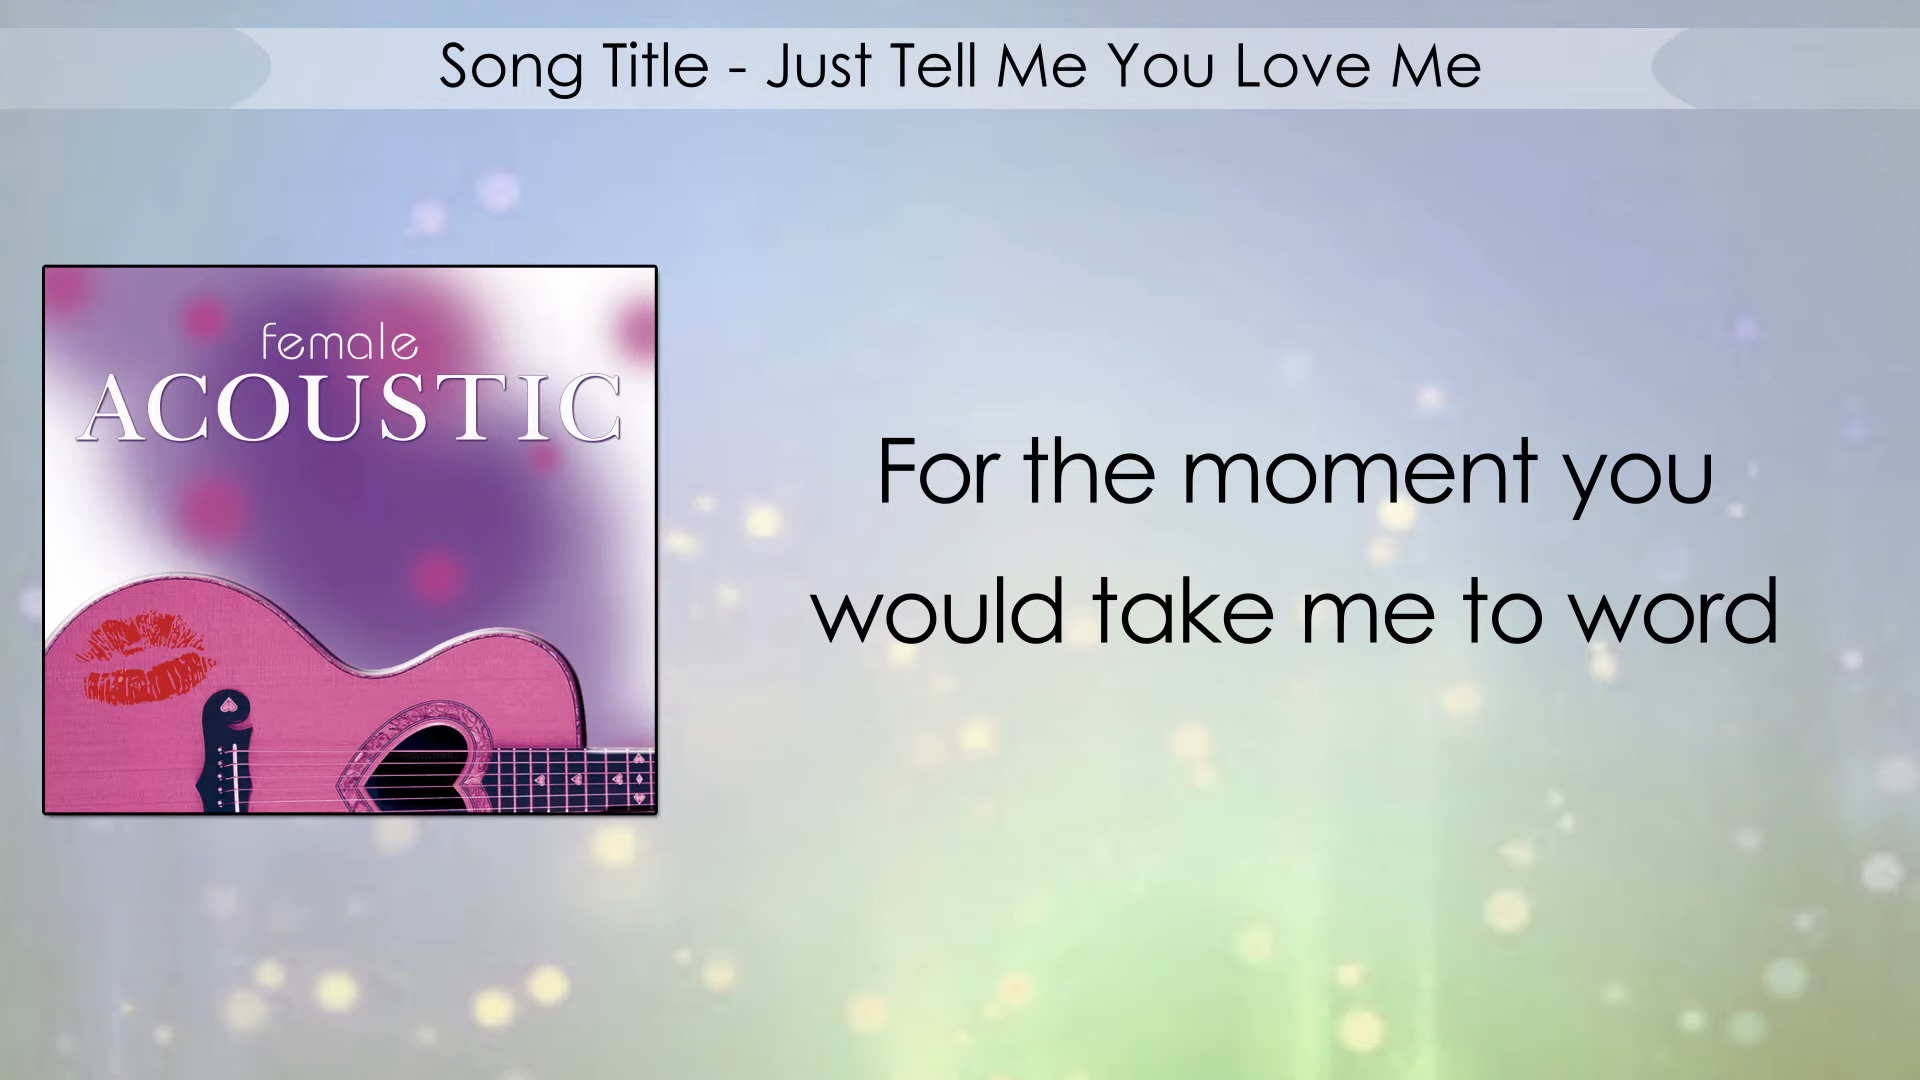 Song Title - Just Tell Me You Love Me
female
ACOUSTIC
For the moment you
would take me to word